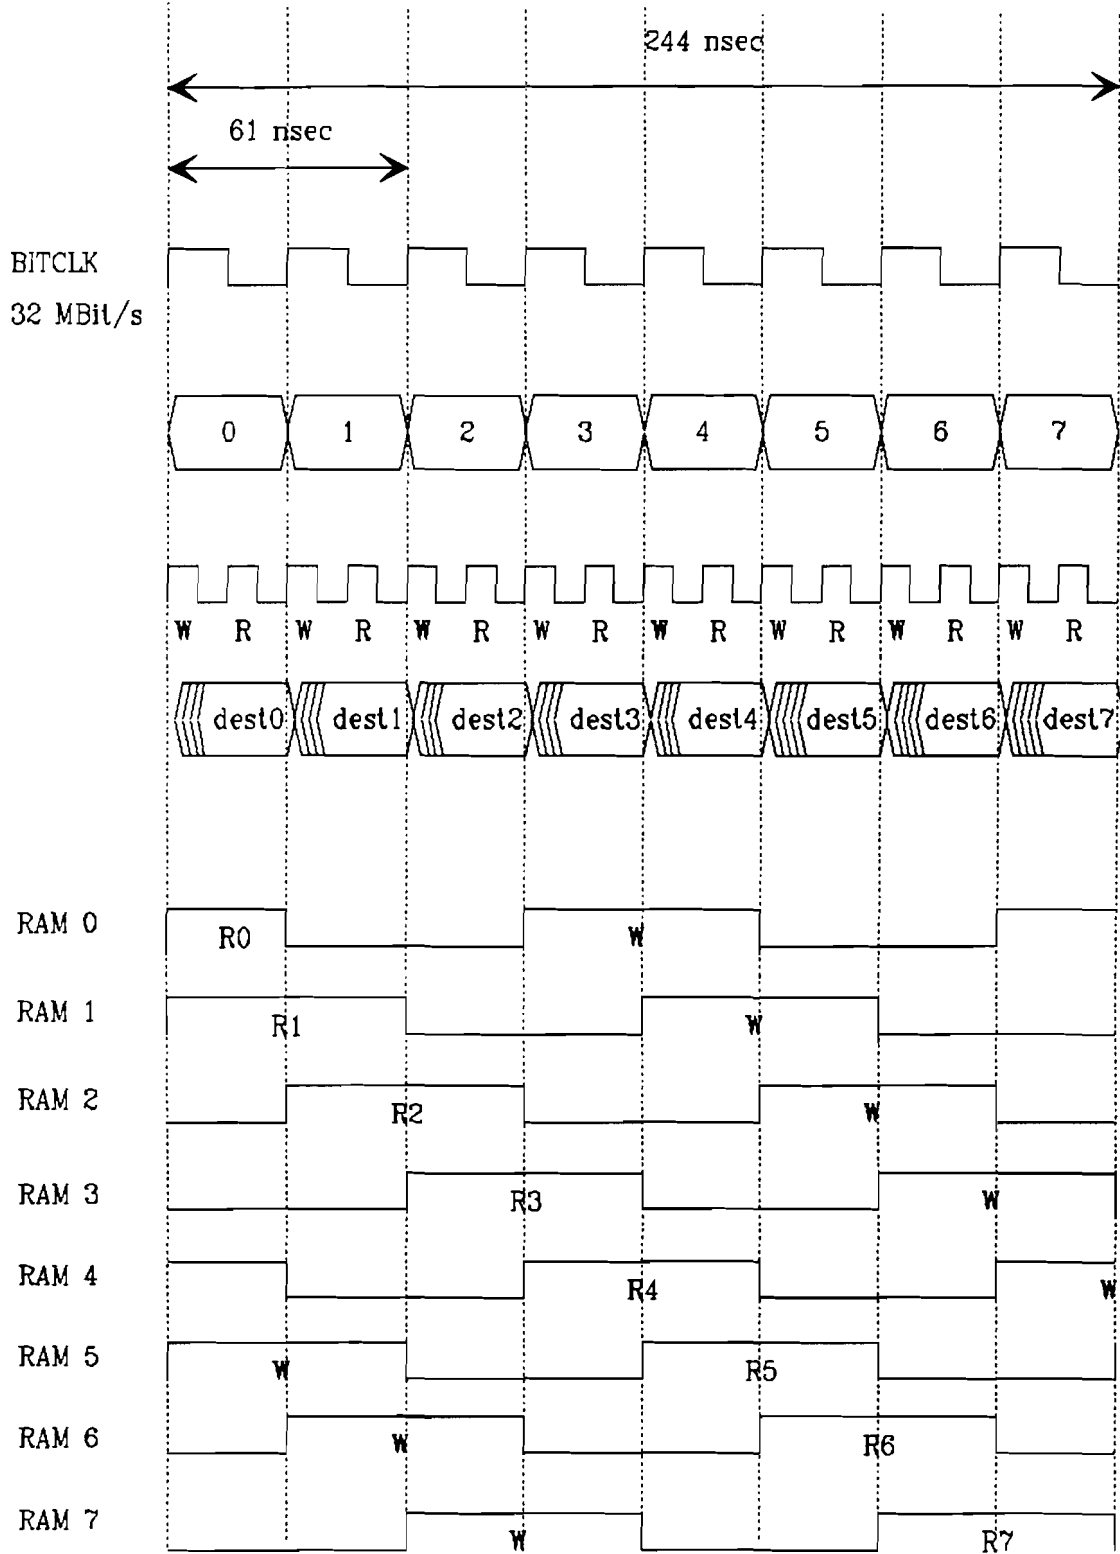 244 nsec
61 nsec
BITCLK
32 MBit/s
0 1 2 3 4 5 6 7
W R W R W R W R W R W R W R W R
dest0 dest1 dest2 dest3 dest4 dest5 dest6 dest7
RAM 0 R0 W
RAM 1 R1 W
RAM 2 R2 W
RAM 3 R3 W
RAM 4 R4 W
RAM 5 W R5
RAM 6 W R6
RAM 7 W R7